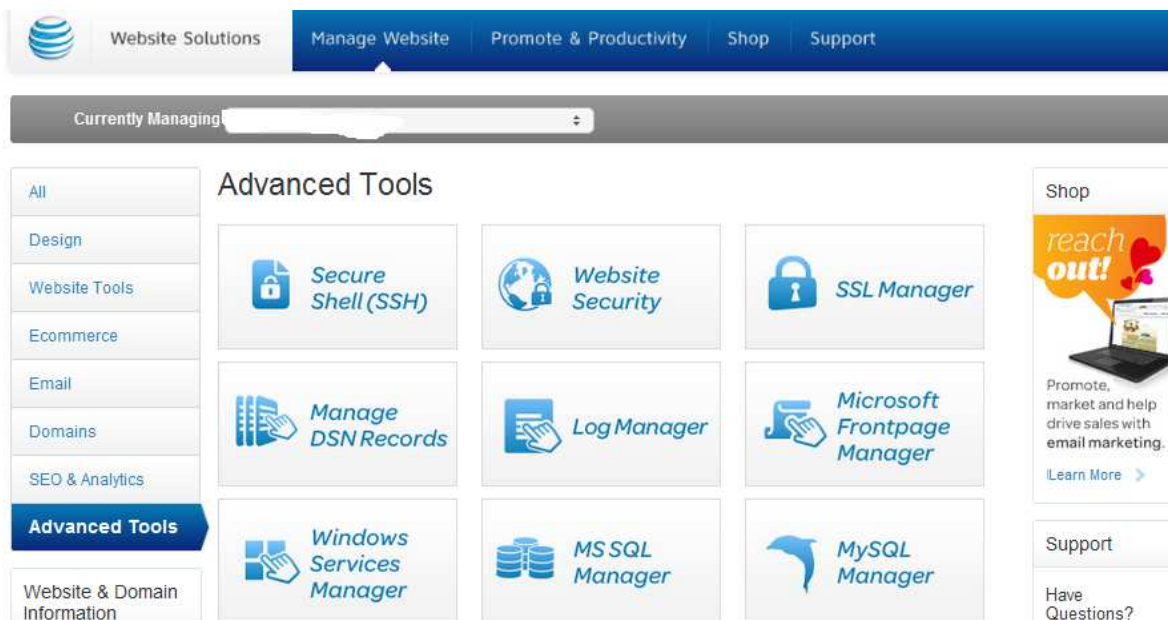 Website Solutions
Manage Website
Promote & Productivity
Shop
Support
Currently Managing
All
Design
Website Tools
Ecommerce
Email
Domains
SEO & Analytics
Advanced Tools
Website & Domain
Information
Advanced Tools
Secure
Shell (SSH)
Website
Security
SSL Manager
Manage
DSN Records
Log Manager
Microsoft
Frontpage
Manager
Windows
Services
Manager
MS SQL
Manager
MySQL
Manager
Shop
reach
out!
Promote,
market and help
drive sales with
email marketing.
Learn More
Support
Have
Questions?